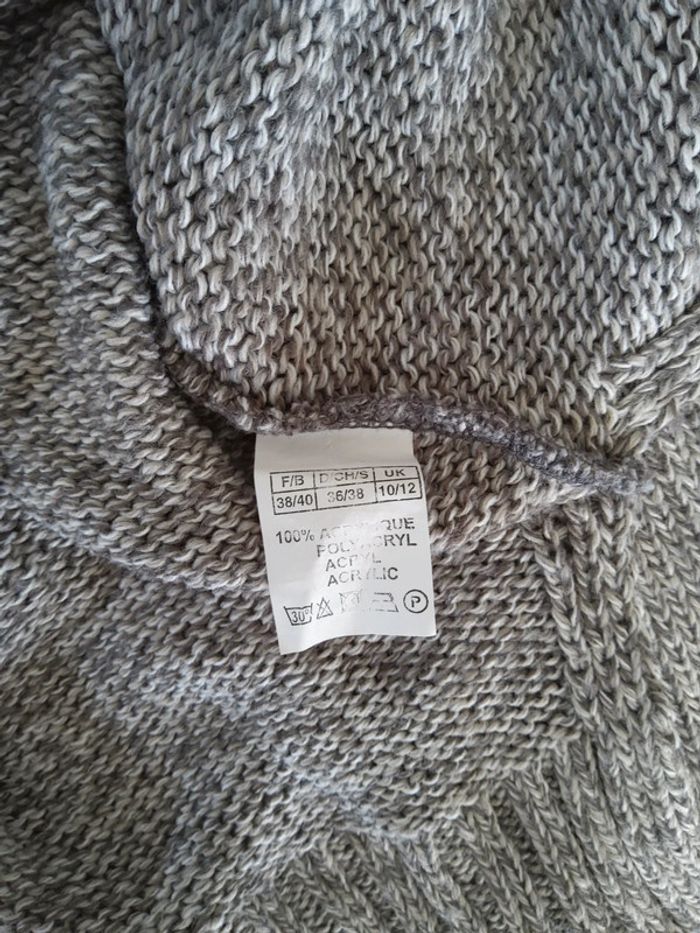 F/B D/CH/S UK
38/40 36/38 10/12
100% ACRYLIQUE
POLYACRYL
ACRYL
ACRYLIC
30° P